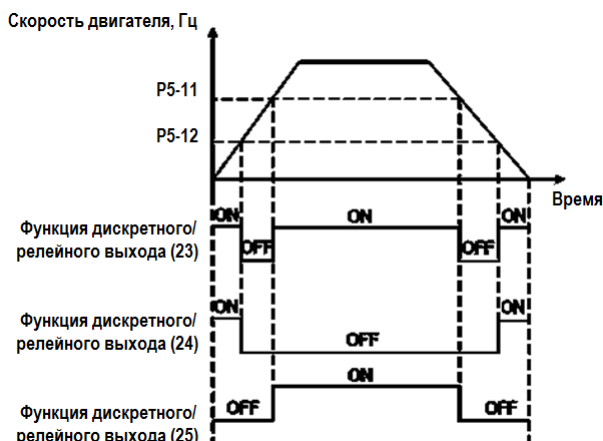 Скорость двигателя, Гц
P5-11
P5-12
Время
ON
ON
ON
Функция дискретного/
релейного выхода (23)
OFF
OFF
ON
ON
Функция дискретного/
релейного выхода (24)
OFF
ON
Функция дискретного/
релейного выхода (25)
OFF
OFF